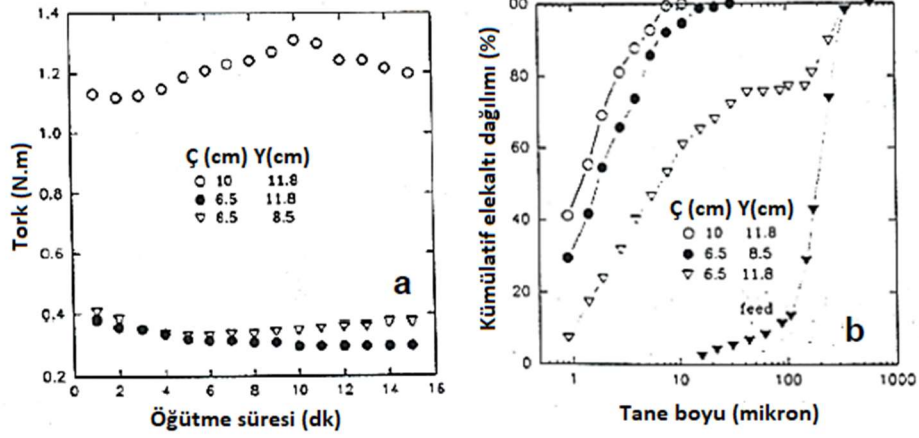 Tork (N.m)
1.4
1.2
1.0
0.8
0.6
0.4
0.2
Ç (cm) Y(cm)
10 11.8
6.5 11.8
6.5 8.5
a
0 2 4 6 8 10 12 14 16
Öğütme süresi (dk)
Kümülatif elekaltı dağılımı (%)
00
80
60
40
20
0
Ç (cm) Y(cm)
10 11.8
6.5 8.5
6.5 11.8
feed
b
1 10 100 1000
Tane boyu (mikron)